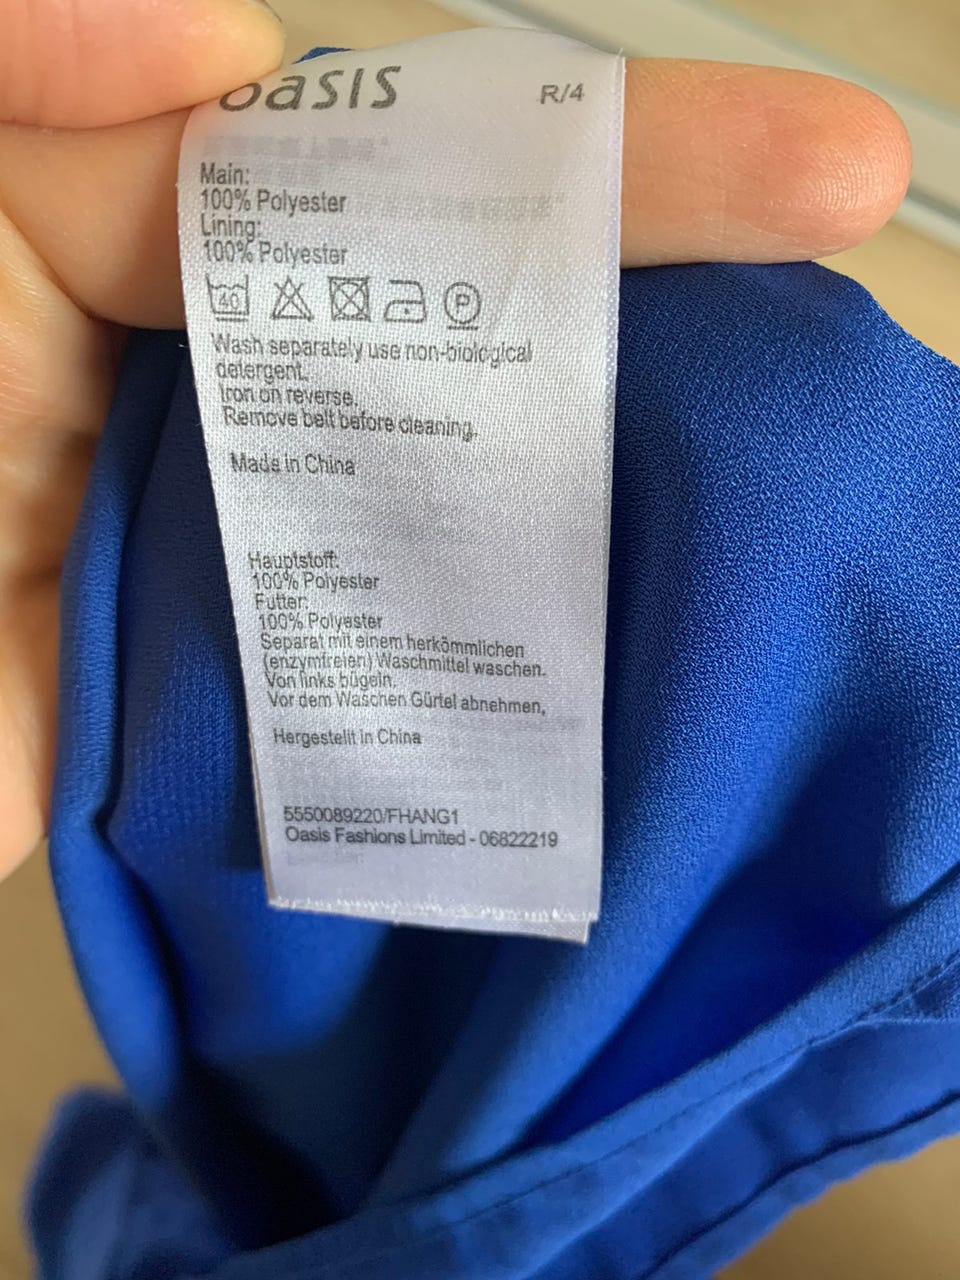 oasis
R/4
Main:
100% Polyester
Lining:
100% Polyester
40 P
Wash separately use non-biological
detergent.
Iron on reverse.
Remove belt before cleaning.
Made in China
Hauptstoff:
100% Polyester
Futter:
100% Polyester
Separat mit einem herkömmlichen
(enzymfreien) Waschmittel waschen.
Von links bügeln.
Vor dem Waschen Gürtel abnehmen,
Hergestellt in China
5550089220/FHANG1
Oasis Fashions Limited - 06822219